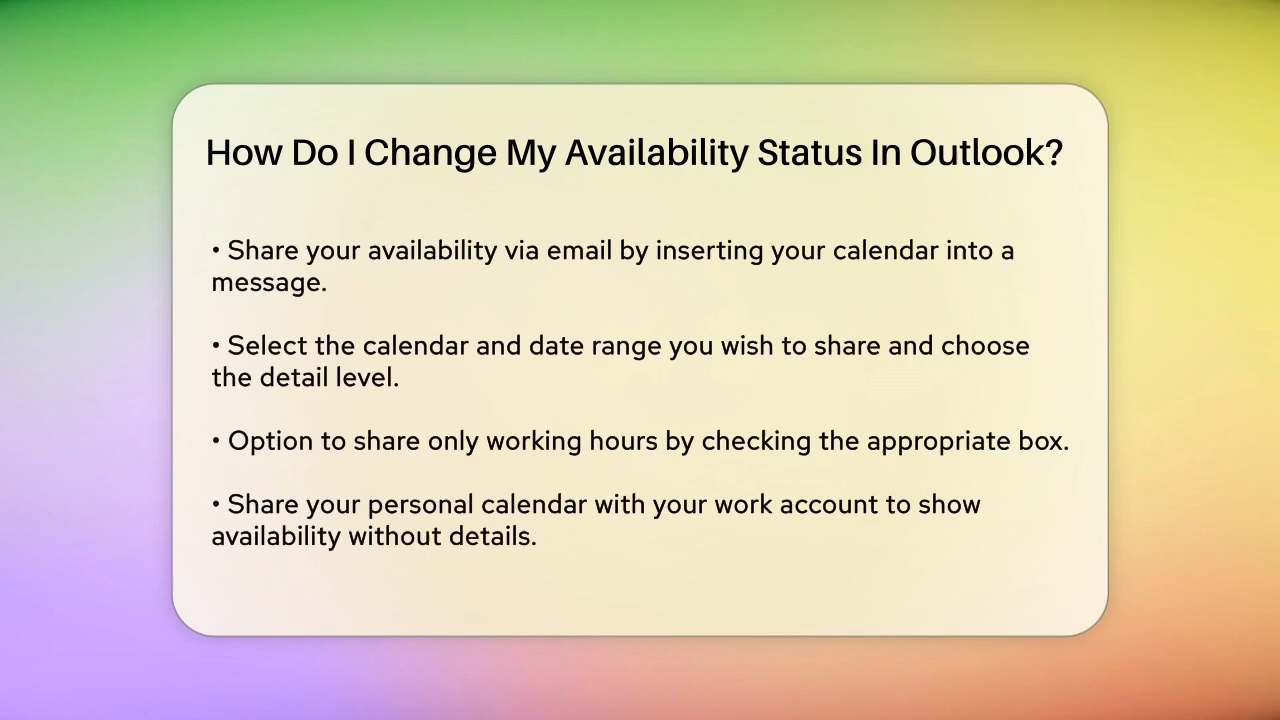 How Do I Change My Availability Status In Outlook?
• Share your availability via email by inserting your calendar into a
message.
• Select the calendar and date range you wish to share and choose
the detail level.
• Option to share only working hours by checking the appropriate box.
• Share your personal calendar with your work account to show
availability without details.